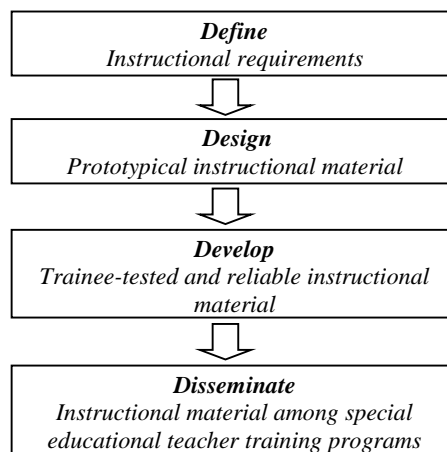 Define
Instructional requirements
Design
Prototypical instructional material
Develop
Trainee-tested and reliable instructional
material
Disseminate
Instructional material among special
educational teacher training programs